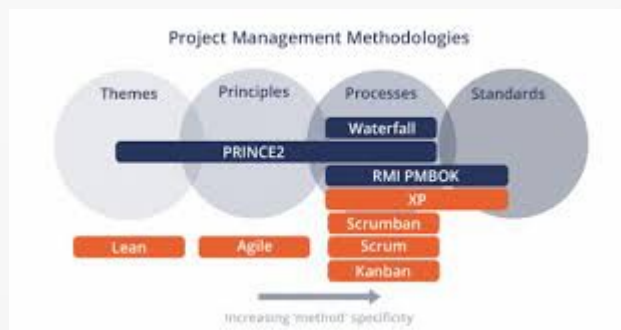 Project Management Methodologies
Themes
Principles
Processes
Standards
Waterfall
PRINCE2
RMI PMBOK
XP
Scrumban
Lean
Agile
Scrum
Kanban
Increasing 'method' specificity